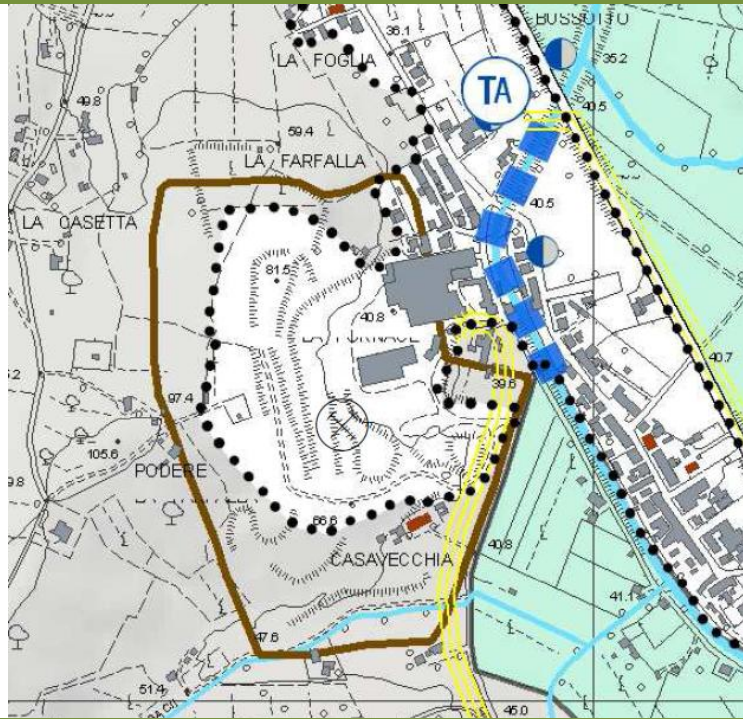 BUSSOTTO
36.1
LA FOGLIA
35.2
TA
49.8
40.5
59.4
LA FARFALLA
LA CASETTA
40.5
81.5
40.8
40.7
39.6
97.4
105.6
PODERE
66.6
CASAVECCHIA
40.8
41.1
47.6
51.4
45.0